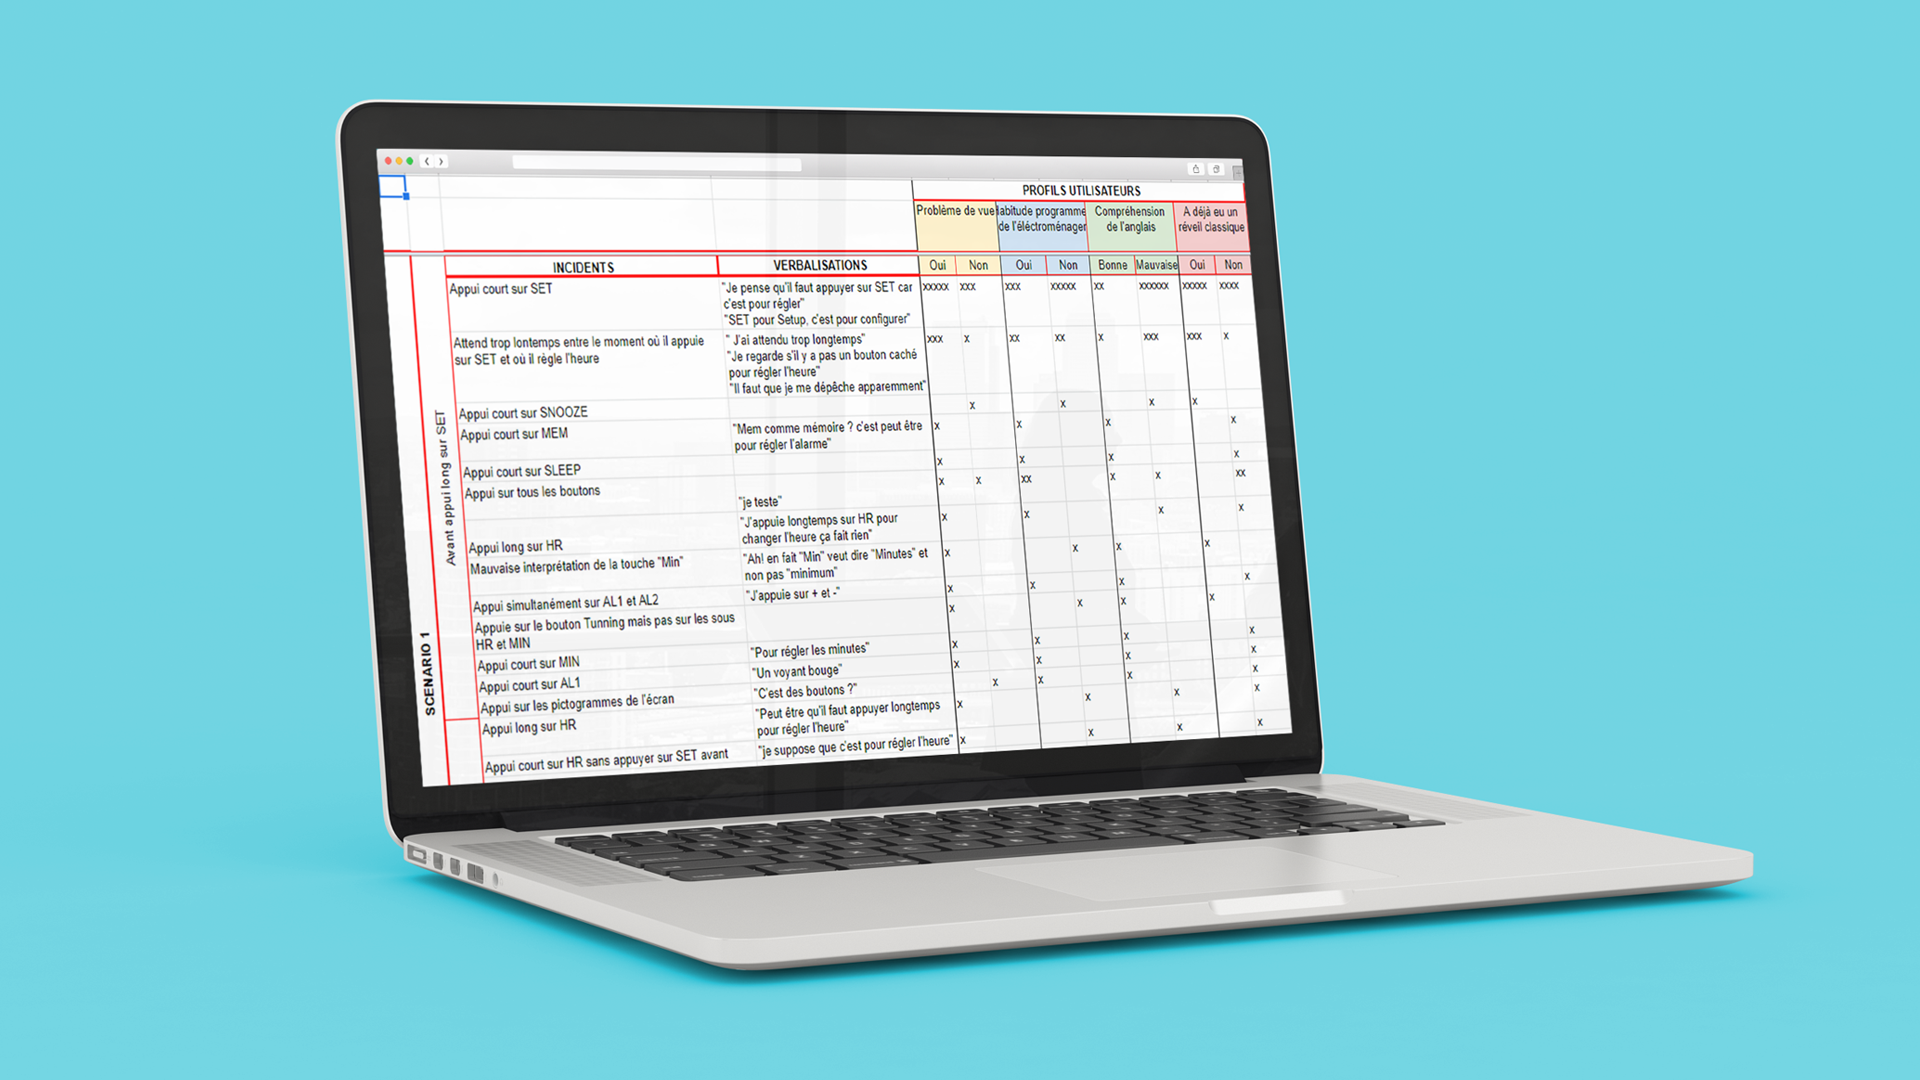 PROFILS UTILISATEURS
Problème de vue
Habitude programme
de l'éléctroménager
Compréhension
de l'anglais
A déjà eu un
réveil classique
INCIDENTS
VERBALISATIONS
Oui Non Oui Non Bonne Mauvaise Oui Non
SCENARIO 1
Avant appui long sur SET
Appui court sur SET
"Je pense qu'il faut appuyer sur SET car
c'est pour régler"
"SET pour Setup, c'est pour configurer"
xxxxx xxx xxx xxxxx xx xxxxxx xxxxx xxxx
Attend trop lontemps entre le moment où il appuie
sur SET et où il règle l'heure
" J'ai attendu trop longtemps"
"Je regarde s'il y a pas un bouton caché
pour régler l'heure"
"Il faut que je me dépêche apparemment"
xxx x xx xx x xxx xxx x
Appui court sur SNOOZE
x x x x
Appui court sur MEM
"Mem comme mémoire ? c'est peut être
pour régler l'alarme"
x x x x
Appui court sur SLEEP
x x x x
Appui sur tous les boutons
"je teste"
x x xx x x xx
Appui long sur HR
"J'appuie longtemps sur HR pour
changer l'heure ça fait rien"
x x x x
Mauvaise interprétation de la touche "Min"
"Ah! en fait "Min" veut dire "Minutes" et
non pas "minimum"
x x x x
Appui simultanément sur AL1 et AL2
"J'appuie sur + et -"
x x x x
Appuie sur le bouton Tunning mais pas sur les sous
HR et MIN
x x x x
Appui court sur MIN
"Pour régler les minutes"
x x x x
Appui court sur AL1
"Un voyant bouge"
x x x x
Appui sur les pictogrammes de l'écran
"C'est des boutons ?"
x x x x
Appui long sur HR
"Peut être qu'il faut appuyer longtemps
pour régler l'heure"
x x x x
Appui court sur HR sans appuyer sur SET avant
"je suppose que c'est pour régler l'heure"
x x x x